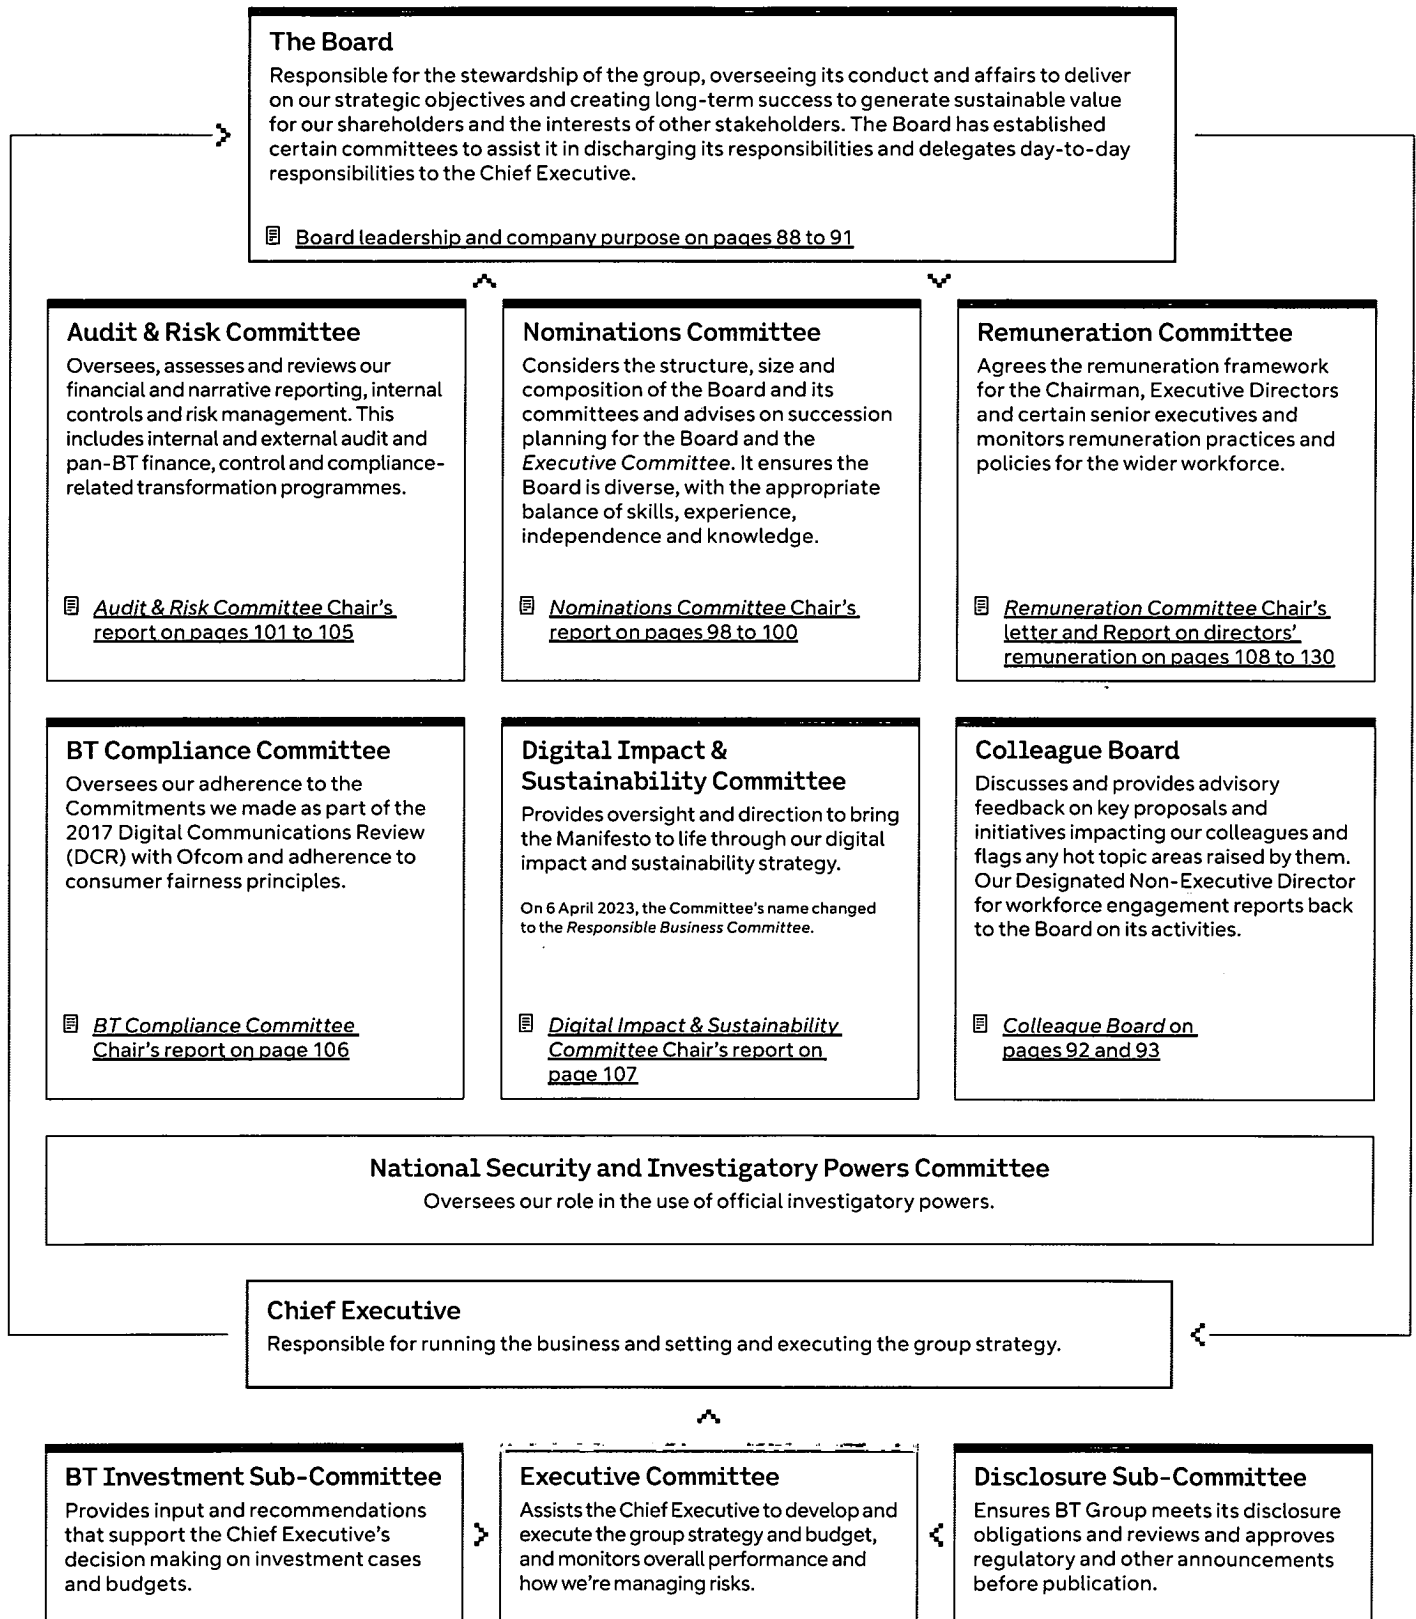 The Board
Responsible for the stewardship of the group, overseeing its conduct and affairs to deliver
on our strategic objectives and creating long-term success to generate sustainable value
for our shareholders and the interests of other stakeholders. The Board has established
certain committees to assist it in discharging its responsibilities and delegates day-to-day
responsibilities to the Chief Executive.
Board leadership and company purpose on pages 88 to 91
Audit & Risk Committee
Oversees, assesses and reviews our
financial and narrative reporting, internal
controls and risk management. This
includes internal and external audit and
pan-BT finance, control and compliance-
related transformation programmes.
Audit & Risk Committee Chair's
report on pages 101 to 105
Nominations Committee
Considers the structure, size and
composition of the Board and its
committees and advises on succession
planning for the Board and the
Executive Committee. It ensures the
Board is diverse, with the appropriate
balance of skills, experience,
independence and knowledge.
Nominations Committee Chair's
report on pages 98 to 100
Remuneration Committee
Agrees the remuneration framework
for the Chairman, Executive Directors
and certain senior executives and
monitors remuneration practices and
policies for the wider workforce.
Remuneration Committee Chair's
letter and Report on directors'
remuneration on pages 108 to 130
BT Compliance Committee
Oversees our adherence to the
Commitments we made as part of the
2017 Digital Communications Review
(DCR) with Ofcom and adherence to
consumer fairness principles.
BT Compliance Committee
Chair's report on page 106
Digital Impact &
Sustainability Committee
Provides oversight and direction to bring
the Manifesto to life through our digital
impact and sustainability strategy.
On 6 April 2023, the Committee's name changed
to the Responsible Business Committee.
Digital Impact & Sustainability
Committee Chair's report on
page 107
Colleague Board
Discusses and provides advisory
feedback on key proposals and
initiatives impacting our colleagues and
flags any hot topic areas raised by them.
Our Designated Non-Executive Director
for workforce engagement reports back
to the Board on its activities.
Colleague Board on
pages 92 and 93
National Security and Investigatory Powers Committee
Oversees our role in the use of official investigatory powers.
Chief Executive
Responsible for running the business and setting and executing the group strategy.
BT Investment Sub-Committee
Provides input and recommendations
that support the Chief Executive's
decision making on investment cases
and budgets.
Executive Committee
Assists the Chief Executive to develop and
execute the group strategy and budget,
and monitors overall performance and
how we're managing risks.
Disclosure Sub-Committee
Ensures BT Group meets its disclosure
obligations and reviews and approves
regulatory and other announcements
before publication.